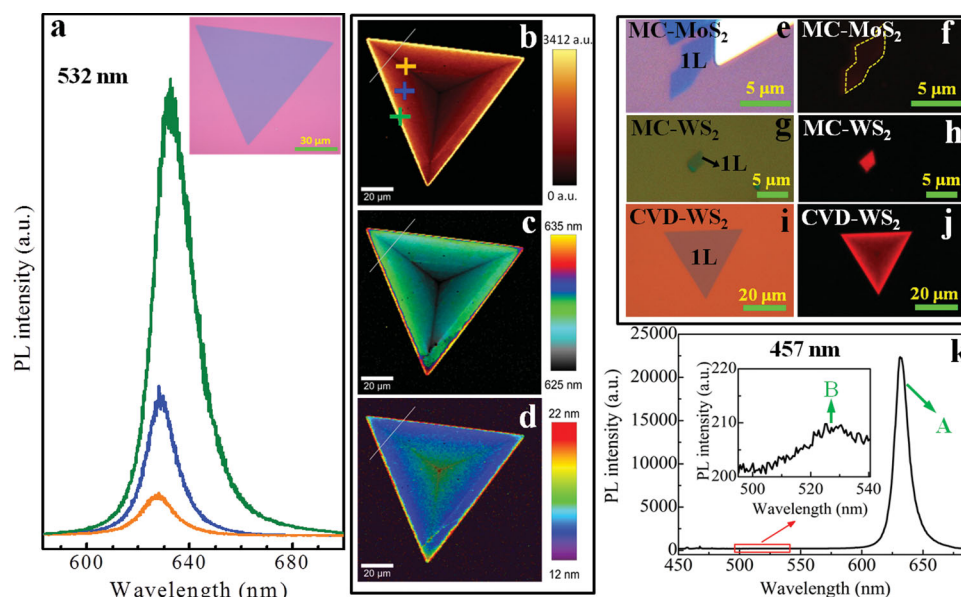 a
532 nm
30 µm
PL intensity (a.u.)
600 640 680
Wavelength (nm)
b
3412 a.u.
0 a.u.
20 µm
c
635 nm
625 nm
20 µm
d
22 nm
12 nm
20 µm
MC-MoS₂ e
1L
5 µm
MC-MoS₂ f
5 µm
MC-WS₂
g
1L
5 µm
MC-WS₂
h
5 µm
CVD-WS₂
i
1L
20 µm
CVD-WS₂
j
20 µm
457 nm
k
25000
20000
15000
10000
5000
0
PL intensity (a.u.)
450 500 550 600 650
Wavelength (nm)
A
220
210
200
PL intensity (a.u.)
B
500 520 540
Wavelength (nm)